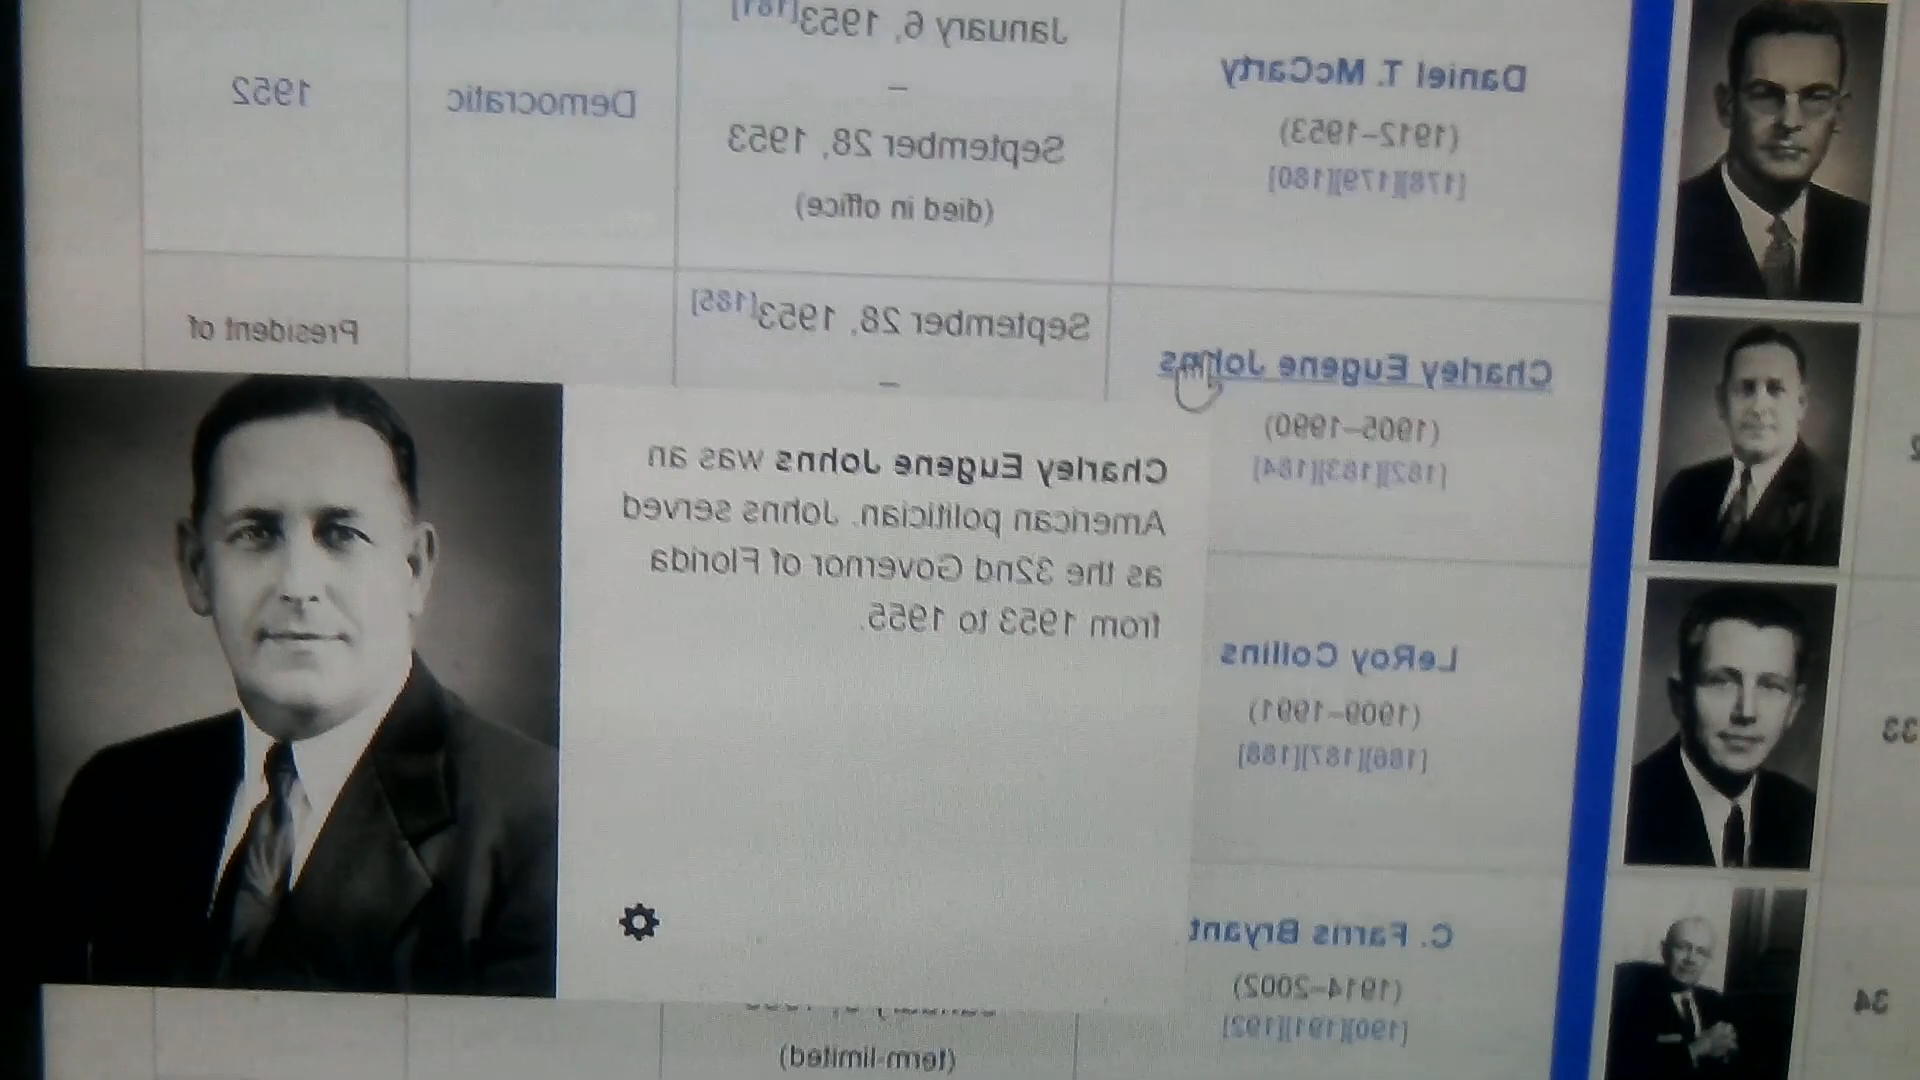 Daniel T. McCarty
(1912–1953)
[178][179][180]
January 6, 1953[181]
–
September 28, 1953
(died in office)
Democratic
1952
Charley Eugene Johns
(1905–1990)
[182][183][184]
September 28, 1953[185]
–
President of
Charley Eugene Johns was an
American politician. Johns served
as the 32nd Governor of Florida
from 1953 to 1955.
33
LeRoy Collins
(1909–1991)
[186][187][188]
34
C. Farris Bryant
(1914–2002)
[190][191][192]
(term-limited)